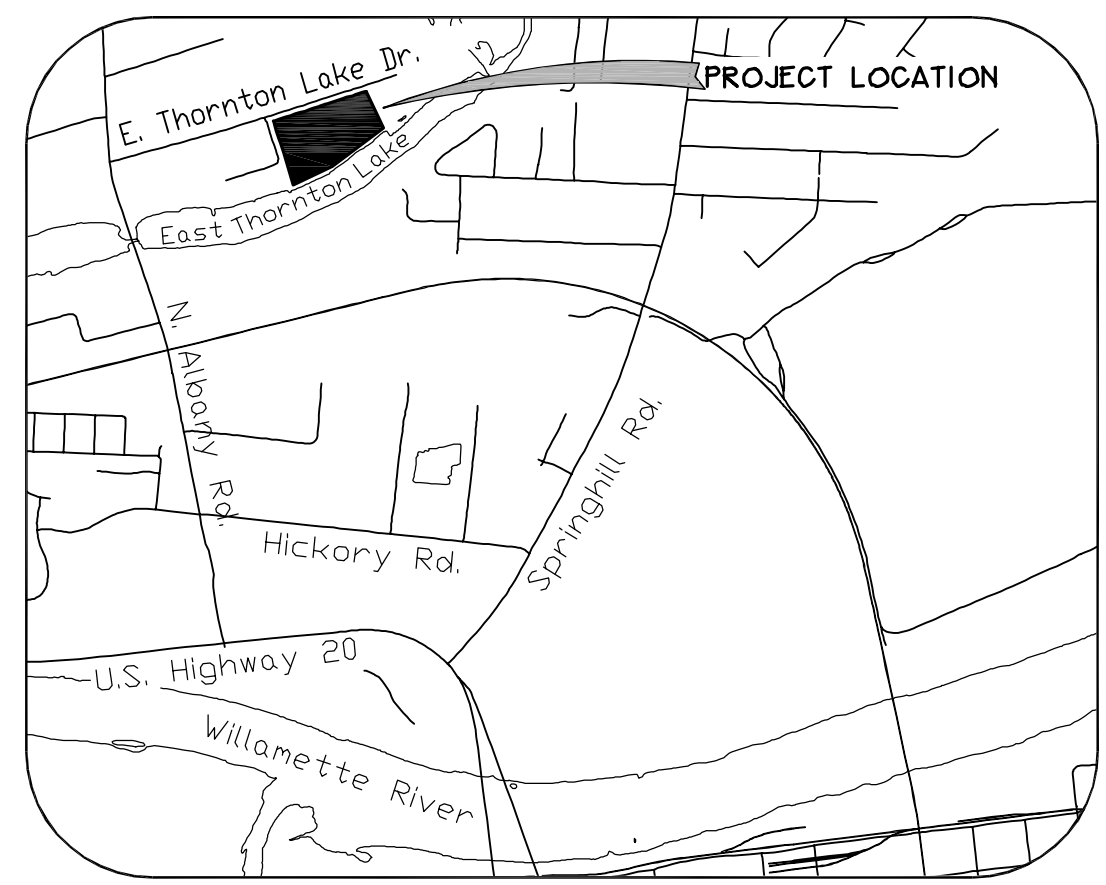 E. Thornton Lake Dr.
PROJECT LOCATION
East Thornton Lake
N. Albany Rd.
Springhill Rd.
Hickory Rd.
U.S. Highway 20
Willamette River